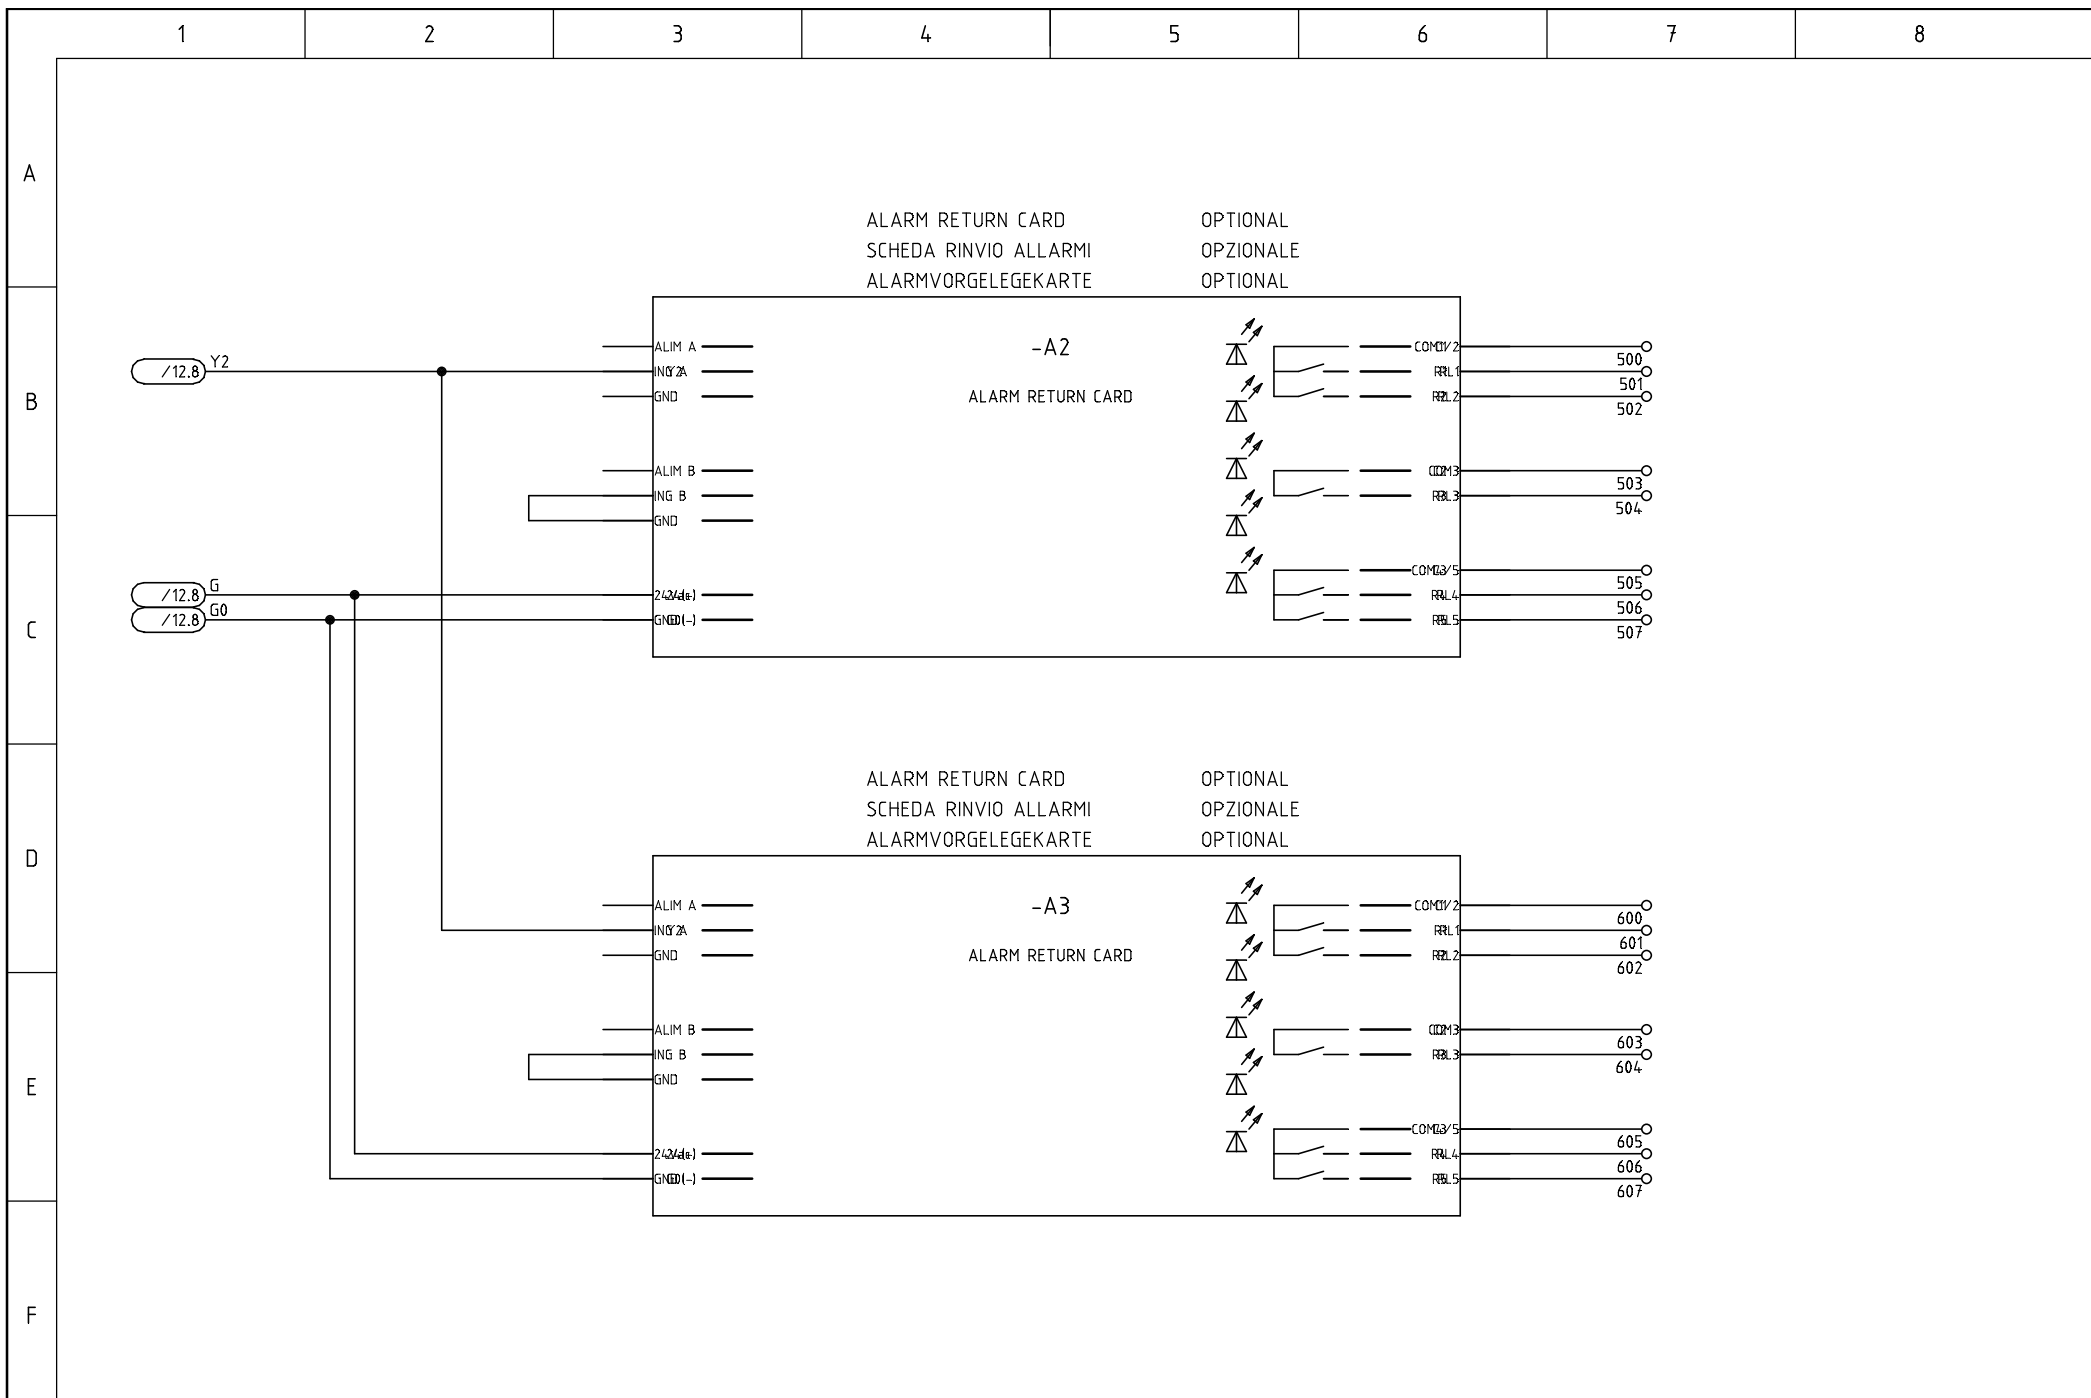 1 2 3 4 5 6 7 8
A
ALARM RETURN CARD OPTIONAL
SCHEDA RINVIO ALLARMI OPZIONALE
ALARMVORGELEGEKARTE OPTIONAL
B
/12.8 Y2
ALIM A
GND
ALIM B
ING B
GND
-A2
ALARM RETURN CARD
500
501
502
503
504
505
506
507
C
/12.8 G
/12.8 G0
ALARM RETURN CARD OPTIONAL
SCHEDA RINVIO ALLARMI OPZIONALE
ALARMVORGELEGEKARTE OPTIONAL
D
ALIM A
GND
ALIM B
ING B
GND
-A3
ALARM RETURN CARD
600
601
602
603
604
605
606
607
E
F